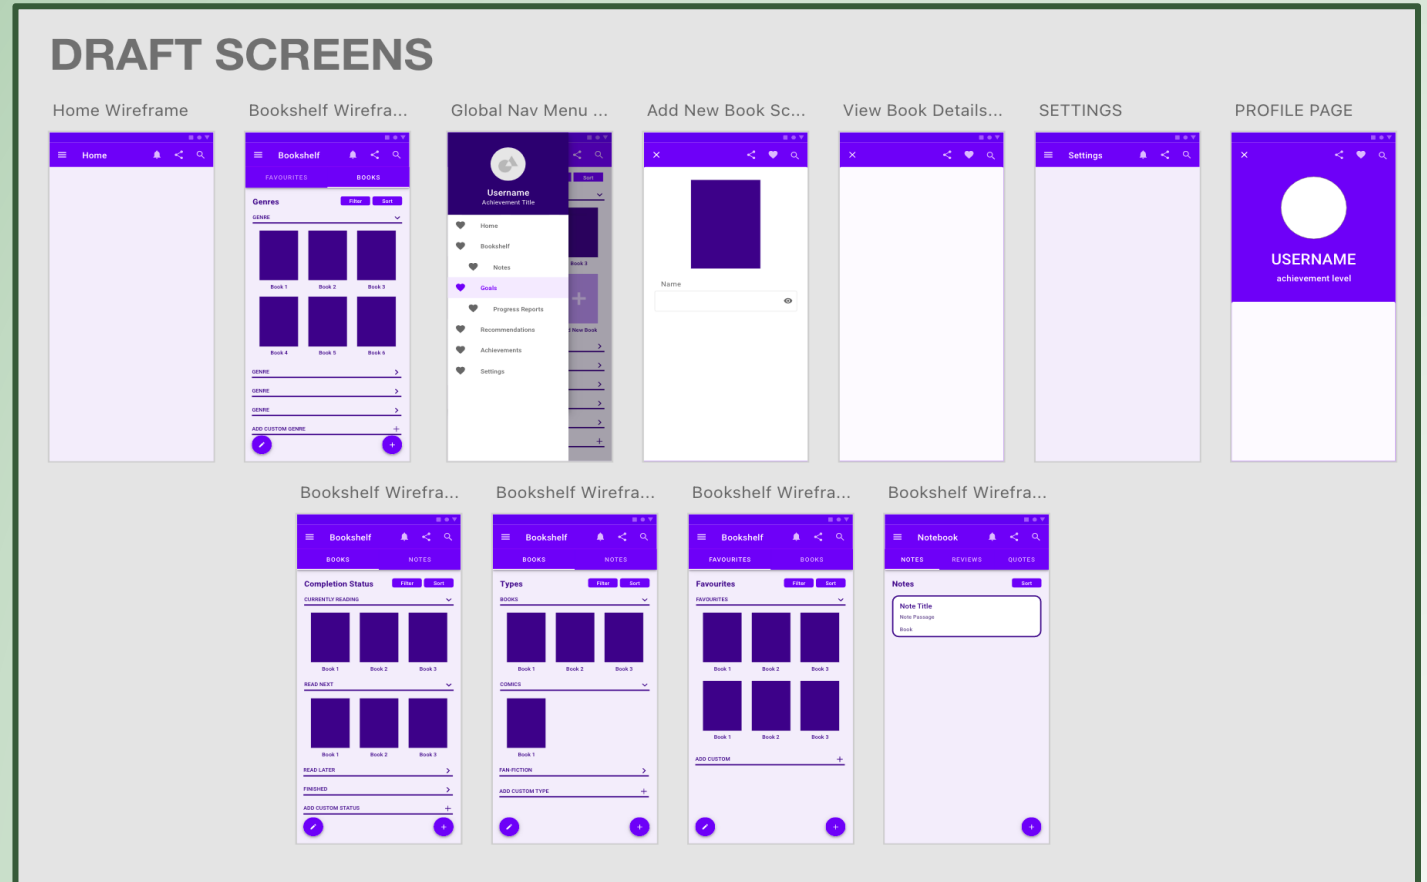 DRAFT SCREENS
Home Wireframe
Home
Bookshelf Wirefra...
Bookshelf
FAVOURITES BOOKS
Genres Filter Sort
GENRE
Book 1 Book 2 Book 3
Book 4 Book 5 Book 6
GENRE
GENRE
GENRE
ADD CUSTOM GENRE
Global Nav Menu ...
Username
Achievement Title
Sort
Home
Bookshelf
Notes
Book 3
Goals
Progress Reports
Recommendations
New Book
Achievements
Settings
Add New Book Sc...
Name
View Book Details...
SETTINGS
Settings
PROFILE PAGE
USERNAME
achievement level
Bookshelf Wirefra...
Bookshelf
BOOKS NOTES
Completion Status Filter Sort
CURRENTLY READING
Book 1 Book 2 Book 3
READ NEXT
Book 1 Book 2 Book 3
READ LATER
FINISHED
ADD CUSTOM STATUS
Bookshelf Wirefra...
Bookshelf
BOOKS NOTES
Types Filter Sort
BOOKS
Book 1 Book 2 Book 3
COMICS
Book 1
FAN-FICTION
ADD CUSTOM TYPE
Bookshelf Wirefra...
Bookshelf
FAVOURITES BOOKS
Favourites Filter Sort
FAVOURITES
Book 1 Book 2 Book 3
Book 1 Book 2 Book 3
ADD CUSTOM
Bookshelf Wirefra...
Notebook
NOTES REVIEWS QUOTES
Notes Sort
Note Title
Note Passage
Book